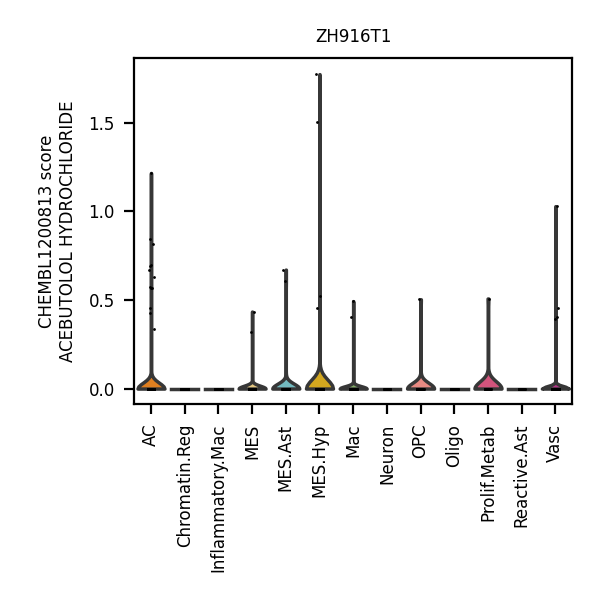 ZH916T1
CHEMBL1200813 score
ACEBUTOLOL HYDROCHLORIDE
1.5
1.0
0.5
0.0
AC
Chromatin.Reg
Inflammatory.Mac
MES
MES.Ast
MES.Hyp
Mac
Neuron
OPC
Oligo
Prolif.Metab
Reactive.Ast
Vasc